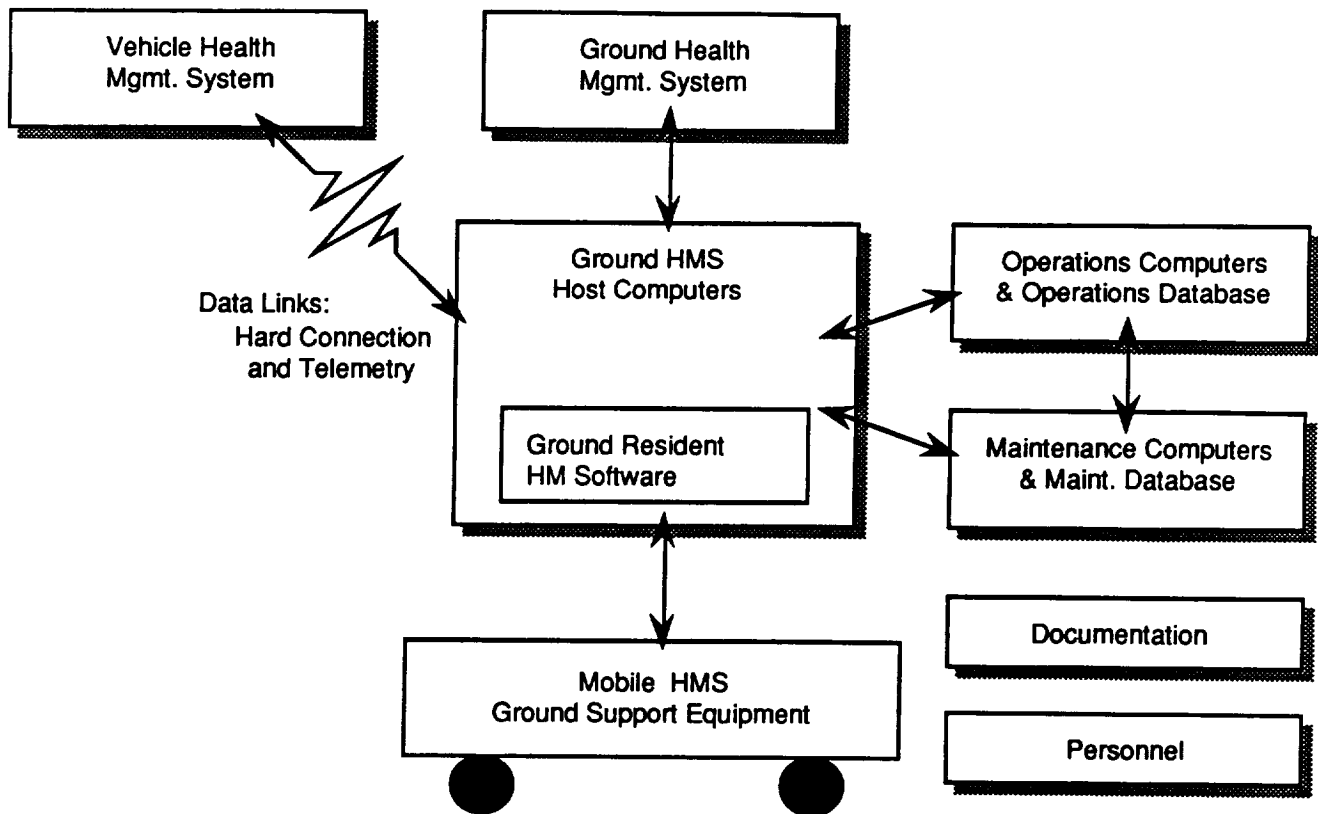 Vehicle Health
Mgmt. System
Ground Health
Mgmt. System
Ground HMS
Host Computers
Operations Computers
& Operations Database
Data Links:
Hard Connection
and Telemetry
Ground Resident
HM Software
Maintenance Computers
& Maint. Database
Documentation
Mobile HMS
Ground Support Equipment
Personnel